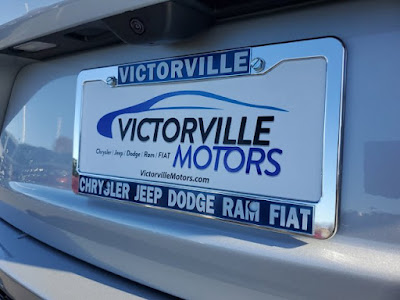 VICTORVILLE
VICTORVILLE
MOTORS
Chrysler | Jeep | Dodge | Ram | FIAT
VictorvilleMotors.com
CHRYSLER JEEP DODGE RAM FIAT